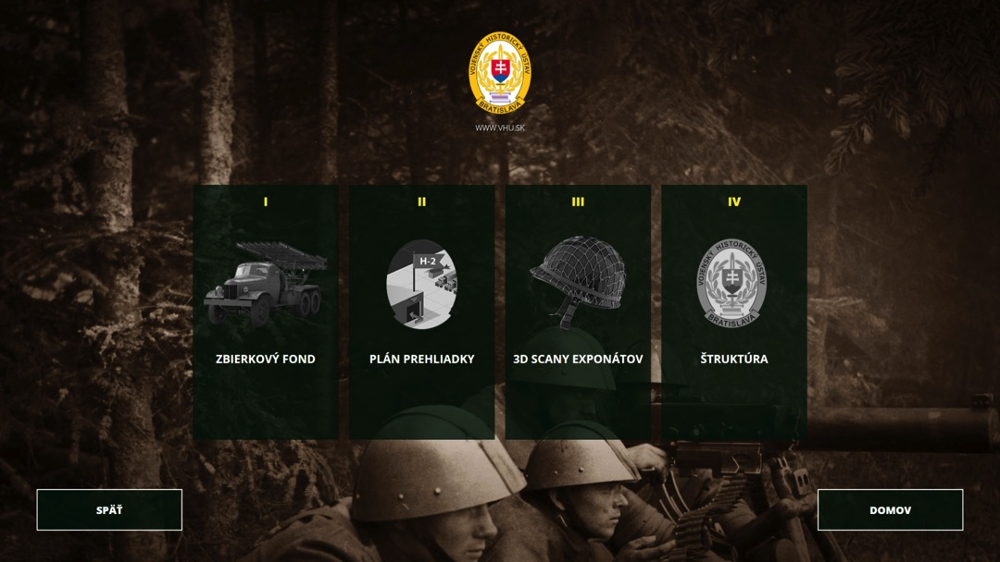 VOJENSKÝ HISTORICKÝ ÚSTAV
BRATISLAVA
WWW.VHU.SK
I
II
III
IV
H-2
VOJENSKÝ HISTORICKÝ ÚSTAV
BRATISLAVA
ZBIERKOVÝ FOND
PLÁN PREHLIADKY
3D SCANY EXPONÁTOV
ŠTRUKTÚRA
SPÄŤ
DOMOV